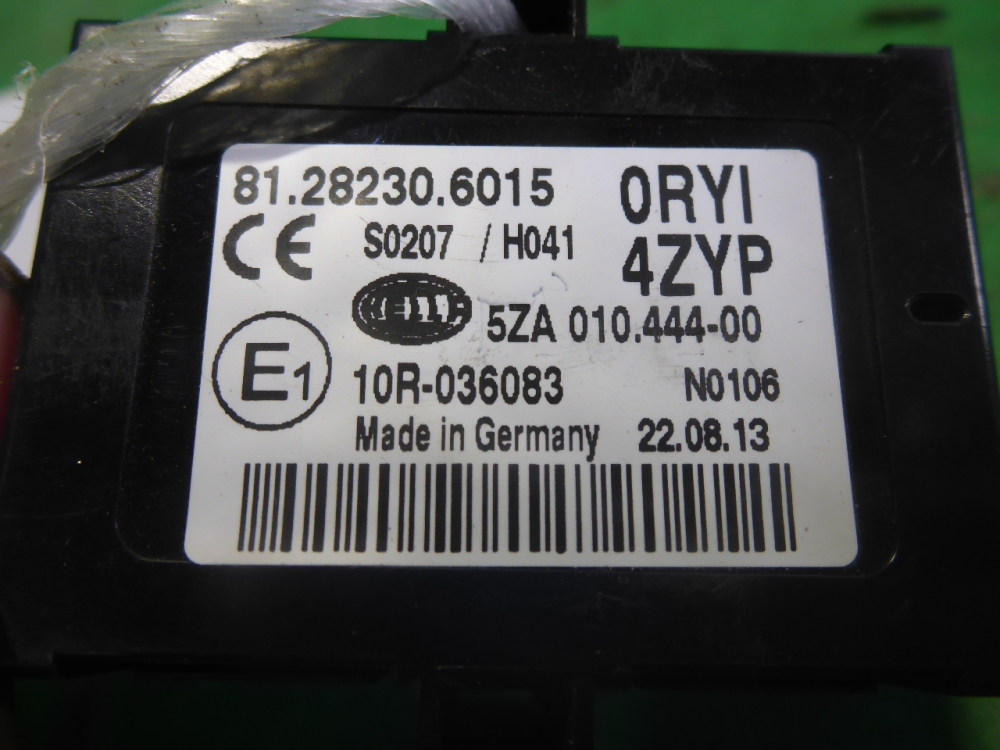 81.28230.6015
0RYI
4ZYP
CE
S0207 / H041
HELLA
5ZA 010.444-00
E1
10R-036083
N0106
Made in Germany 22.08.13